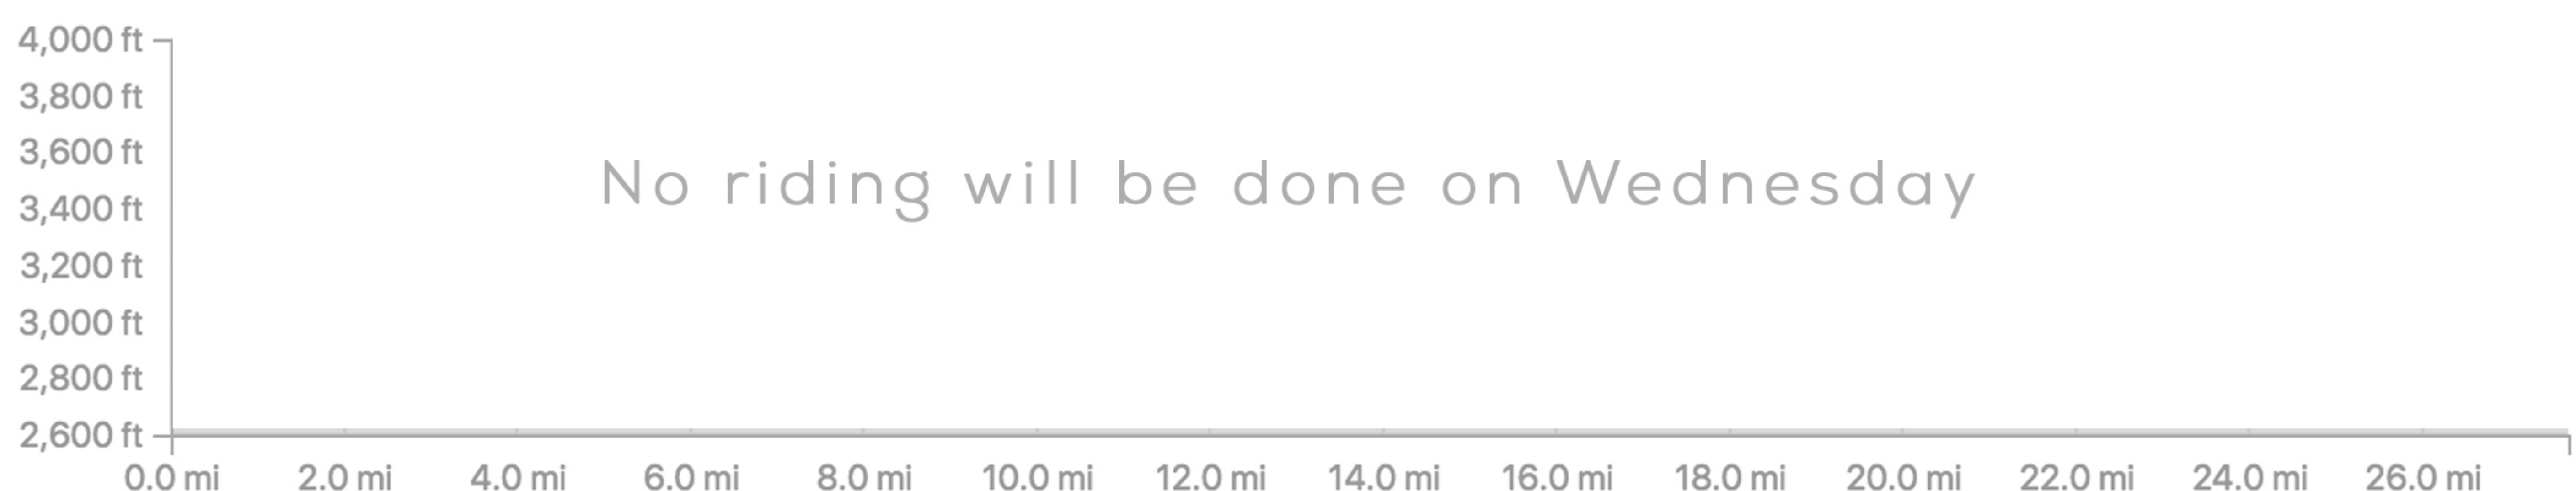 4,000 ft
3,800 ft
3,600 ft
No riding will be done on Wednesday
3,400 ft
3,200 ft
3,000 ft
2,800 ft
2,600 ft
0.0 mi 2.0 mi 4.0 mi 6.0 mi 8.0 mi 10.0 mi 12.0 mi 14.0 mi 16.0 mi 18.0 mi 20.0 mi 22.0 mi 24.0 mi 26.0 mi